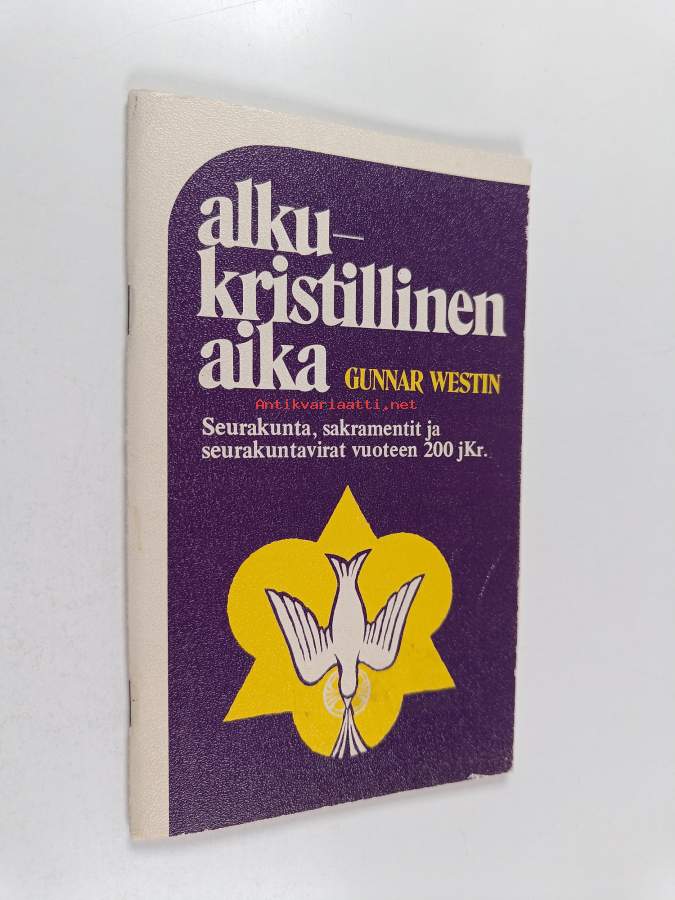 alku–
kristillinen
aika GUNNAR WESTIN
Antikvariaatti.net
Seurakunta, sakramentit ja
seurakuntavirat vuoteen 200 jKr.